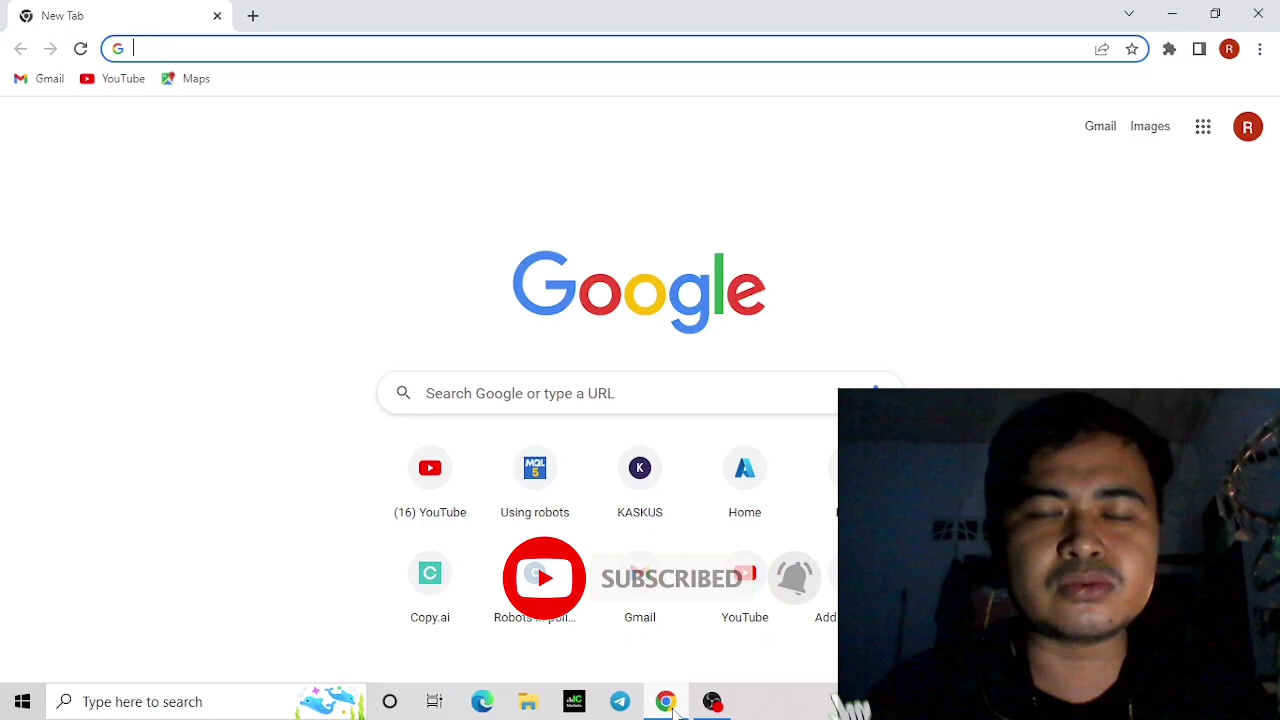 New Tab
Gmail YouTube Maps
Gmail Images R
Google
Search Google or type a URL
(16) YouTube Using robots KASKUS Home
SUBSCRIBED
Copy.ai Gmail YouTube Add
Type here to search